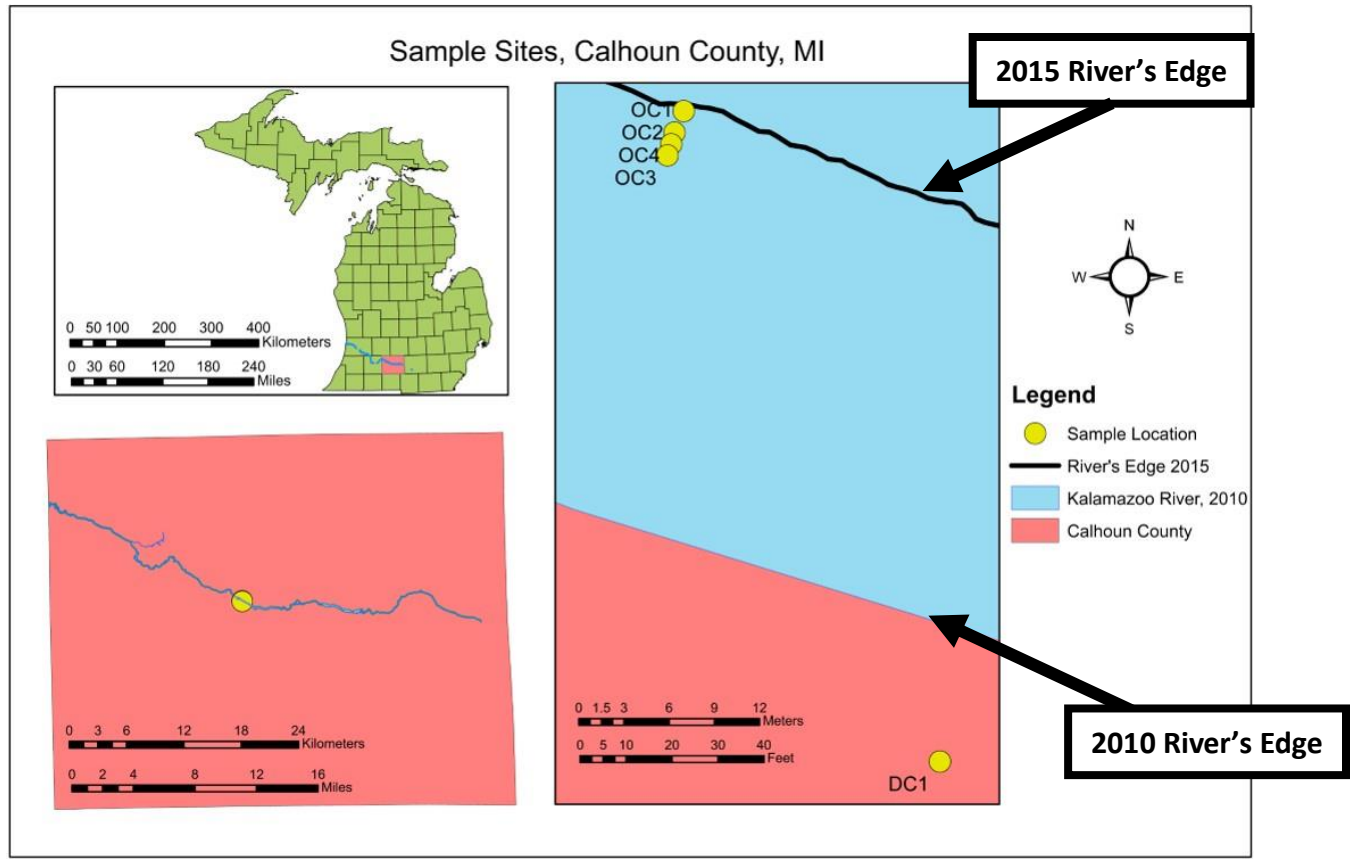 Sample Sites, Calhoun County, MI
2015 River's Edge
0 50 100 200 300 400
Kilometers
0 30 60 120 180 240
Miles
0 3 6 12 18 24
Kilometers
0 2 4 8 12 16
Miles
OC1
OC2
OC4
OC3
0 1.5 3 6 9 12
Meters
0 5 10 20 30 40
Feet
DC1
N
W E
S
Legend
Sample Location
River's Edge 2015
Kalamazoo River, 2010
Calhoun County
2010 River's Edge